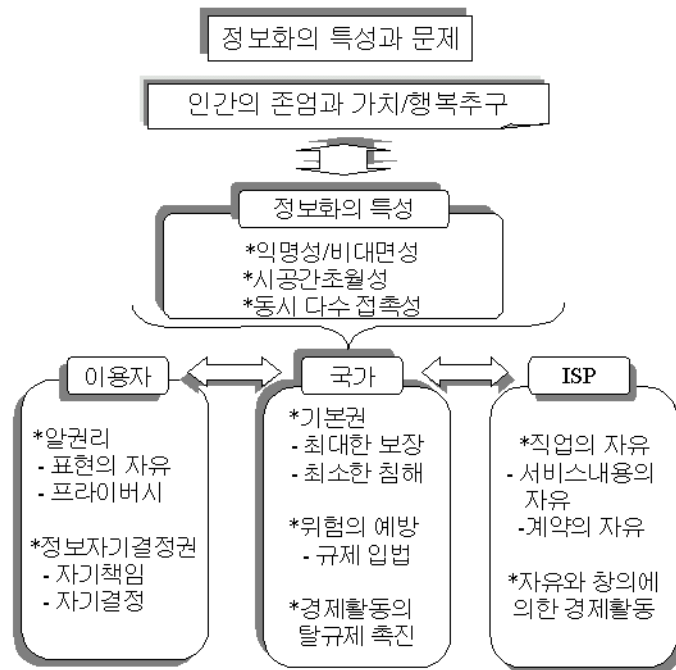 정보화의 특성과 문제
인간의 존엄과 가치/행복추구
정보화의 특성
*익명성/비대면성
*시공간초월성
*동시 다수 접촉성
이용자
*알권리
- 표현의 자유
- 프라이버시
*정보자기결정권
- 자기책임
- 자기결정
국가
*기본권
- 최대한 보장
- 최소한 침해
*위험의 예방
- 규제 입법
*경제활동의
탈규제 촉진
ISP
*직업의 자유
- 서비스내용의
자유
-계약의 자유
*자유와 창의에
의한 경제활동